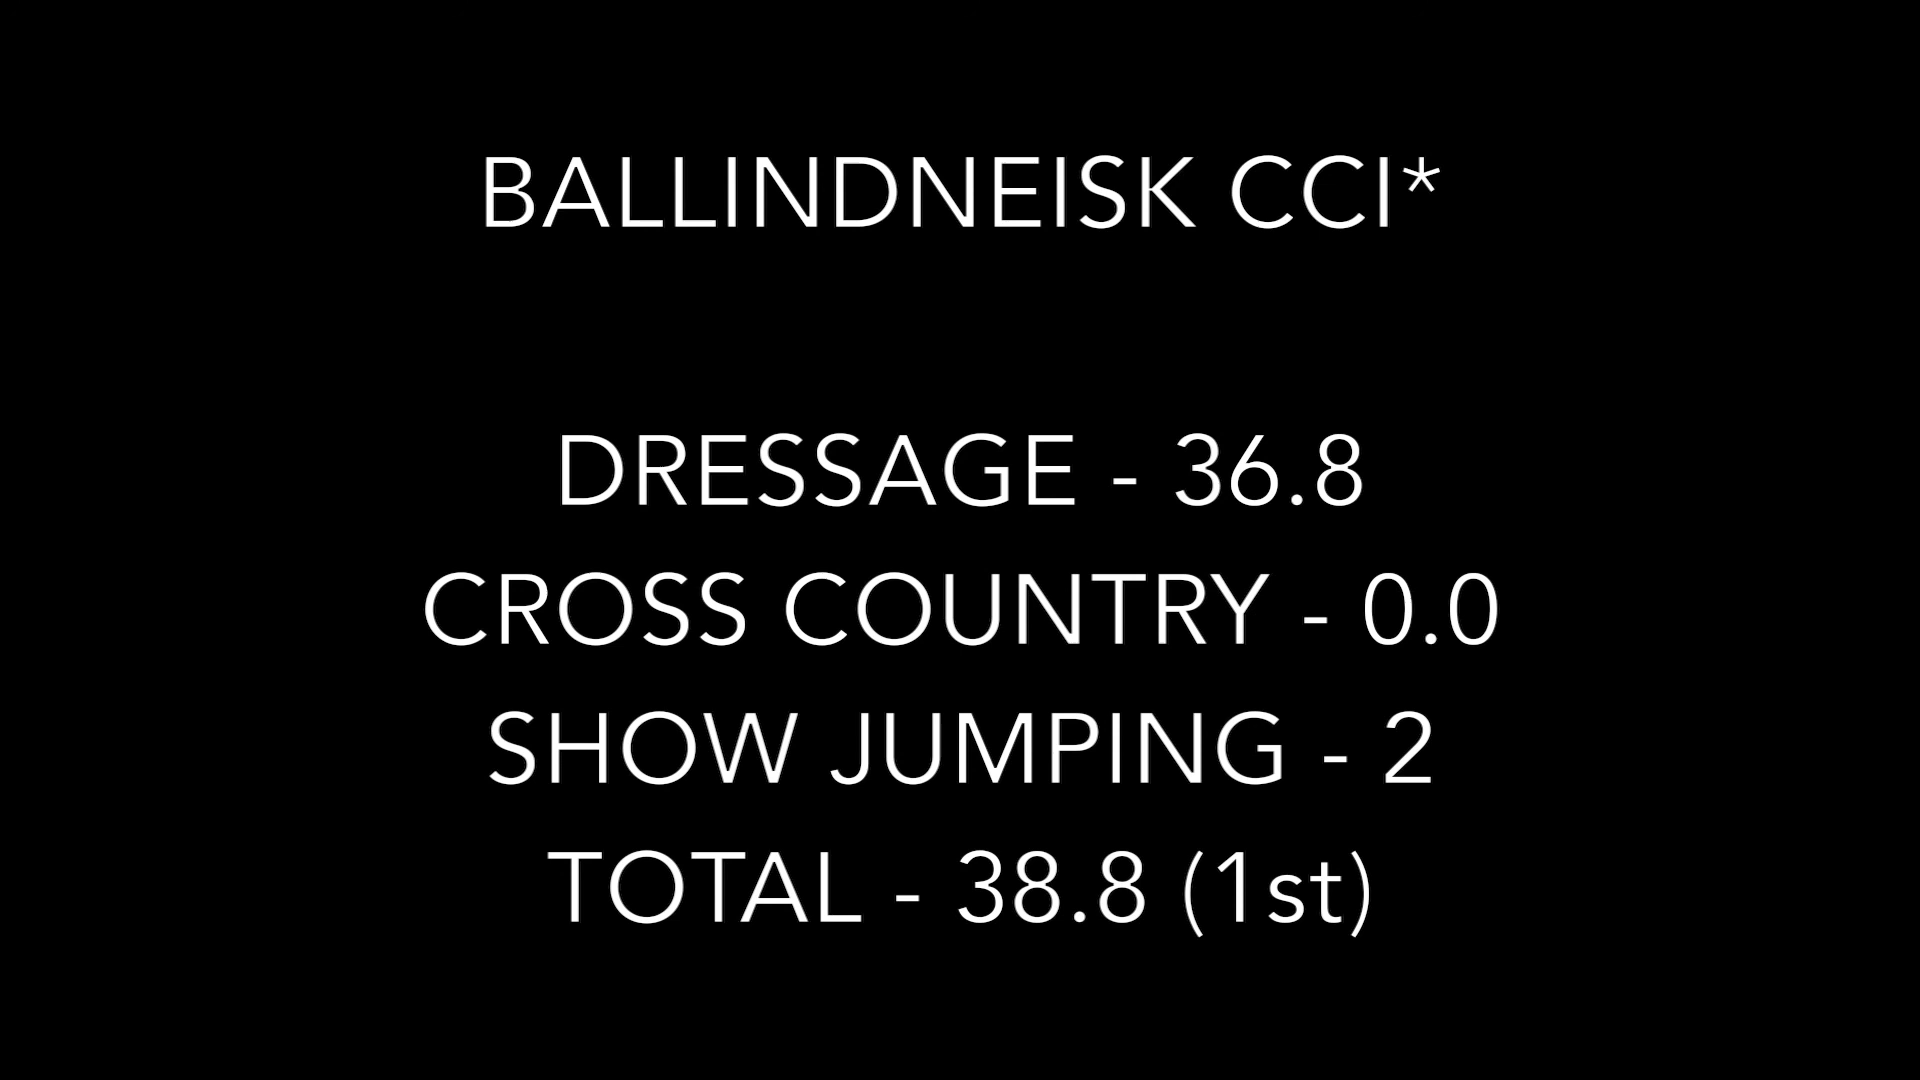 BALLINDNEISK CCI*
DRESSAGE - 36.8
CROSS COUNTRY - 0.0
SHOW JUMPING - 2
TOTAL - 38.8 (1st)